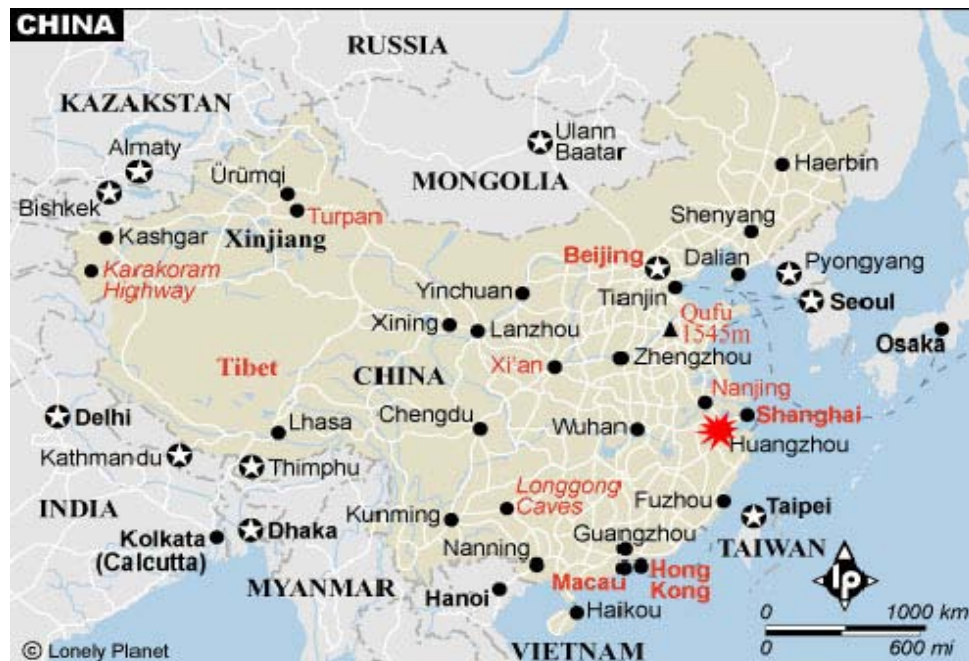 CHINA
RUSSIA
KAZAKSTAN
Almaty
Ulann
Baatar
Haerbin
Ürümqi
MONGOLIA
Bishkek
Turpan
Shenyang
Kashgar
Xinjiang
Beijing
Dalian
Pyongyang
Karakoram
Highway
Yinchuan
Tianjin
Seoul
Xining
Lanzhou
Qufu
1545m
Osaka
Tibet
Xi'an
Zhengzhou
CHINA
Nanjing
Delhi
Lhasa
Chengdu
Wuhan
Shanghai
Huangzhou
Kathmandu
Thimphu
INDIA
Longgong
Caves
Fuzhou
Taipei
Kunming
Kolkata
(Calcutta)
Dhaka
Guangzhou
TAIWAN
Nanning
MYANMAR
Macau
Hong
Kong
lp
Hanoi
Haikou
0 1000 km
0 600 mi
VIETNAM
© Lonely Planet